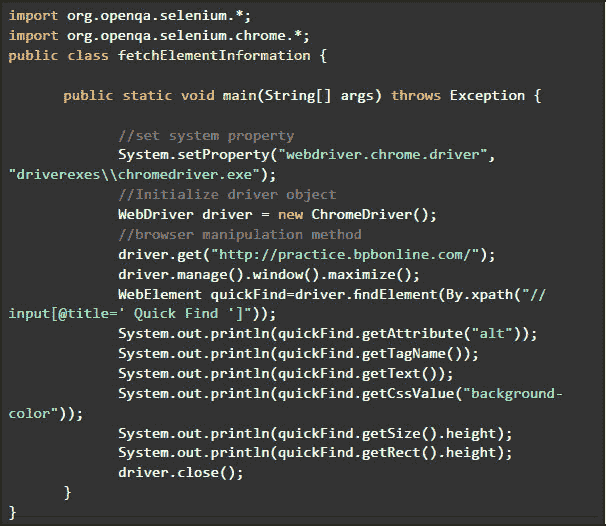 import org.openqa.selenium.*;
import org.openqa.selenium.chrome.*;
public class fetchElementInformation {
public static void main(String[] args) throws Exception {
//set system property
System.setProperty("webdriver.chrome.driver",
"driverexes\\chromedriver.exe");
//Initialize driver object
WebDriver driver = new ChromeDriver();
//browser manipulation method
driver.get("http://practice.bpbonline.com/");
driver.manage().window().maximize();
WebElement quickFind=driver.findElement(By.xpath("//
input[@title=' Quick Find ']"));
System.out.println(quickFind.getAttribute("alt"));
System.out.println(quickFind.getTagName());
System.out.println(quickFind.getText());
System.out.println(quickFind.getCssValue("background-
color"));
System.out.println(quickFind.getSize().height);
System.out.println(quickFind.getRect().height);
driver.close();
}
}